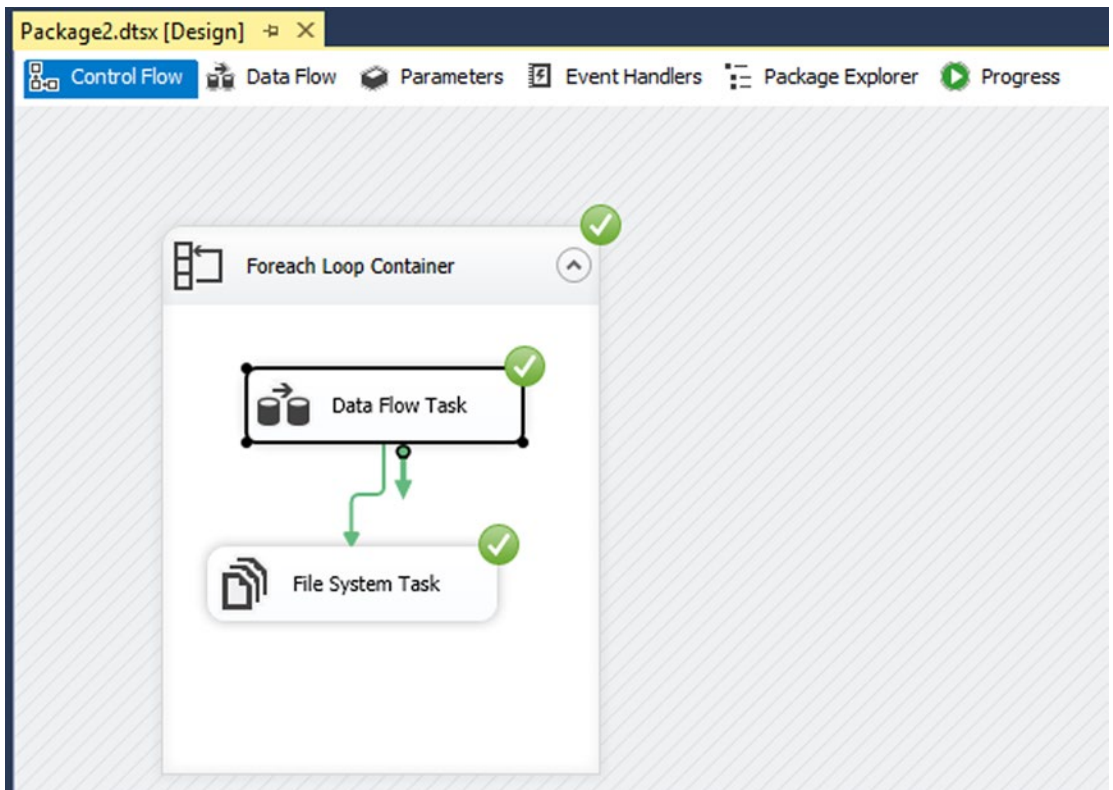 Package2.dtsx [Design]
Control Flow Data Flow Parameters Event Handlers Package Explorer Progress
Foreach Loop Container
Data Flow Task
File System Task